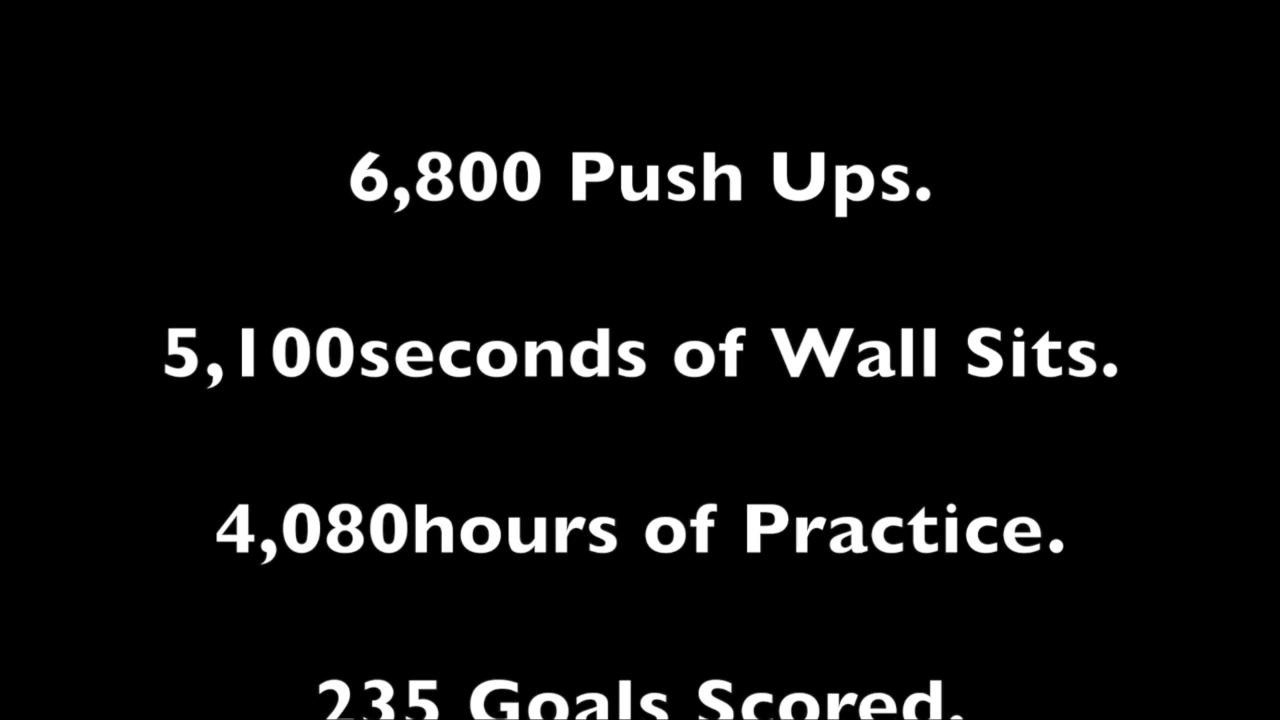 6,800 Push Ups.
5,100seconds of Wall Sits.
4,080hours of Practice.
235 Goals Scored.